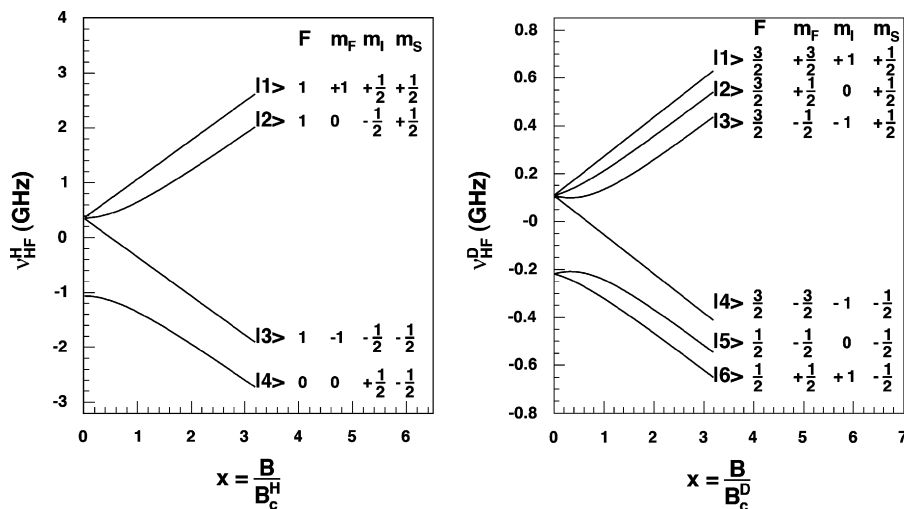 4
3
2
1
0
-1
-2
-3
ν_HF^H (GHz)
F m_F m_I m_S
|1> 1 +1 +1/2 +1/2
|2> 1 0 -1/2 +1/2
|3> 1 -1 -1/2 -1/2
|4> 0 0 +1/2 -1/2
0 1 2 3 4 5 6
x = B/B_c^H
0.8
0.6
0.4
0.2
-0
-0.2
-0.4
-0.6
-0.8
ν_HF^D (GHz)
F m_F m_I m_S
|1> 3/2 +3/2 +1 +1/2
|2> 3/2 +1/2 0 +1/2
|3> 3/2 -1/2 -1 +1/2
|4> 3/2 -3/2 -1 -1/2
|5> 1/2 -1/2 0 -1/2
|6> 1/2 +1/2 +1 -1/2
0 1 2 3 4 5 6 7
x = B/B_c^D